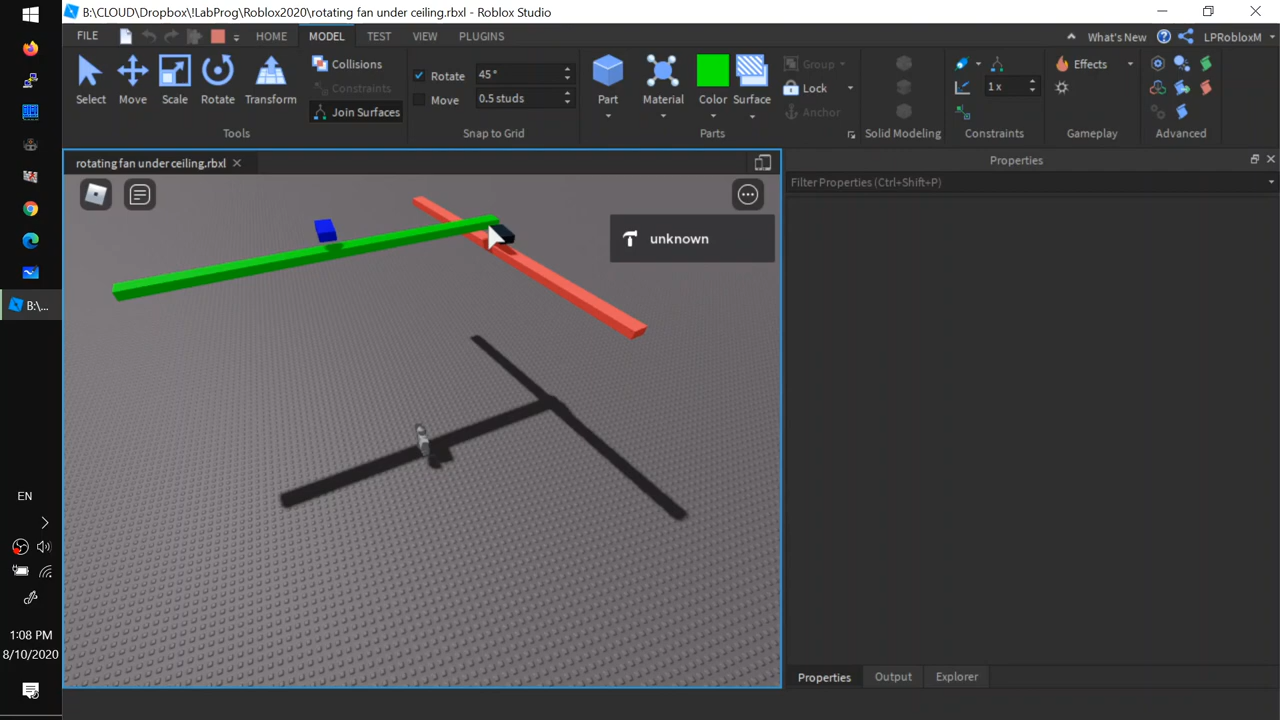 B:\CLOUD\Dropbox\!LabProg\Roblox2020\rotating fan under ceiling.rbxl - Roblox Studio
FILE HOME MODEL TEST VIEW PLUGINS What's New LPRobloxM
Select Move Scale Rotate Transform
Collisions
Constraints
Join Surfaces
Tools
Rotate 45°
Move 0.5 studs
Snap to Grid
Part Material Color Surface
Group
Lock
Anchor
Parts
Solid Modeling
1 x
Constraints
Effects
Gameplay
Advanced
rotating fan under ceiling.rbxl
Properties
Filter Properties (Ctrl+Shift+P)
unknown
B:\...
EN
1:08 PM
8/10/2020
Properties Output Explorer